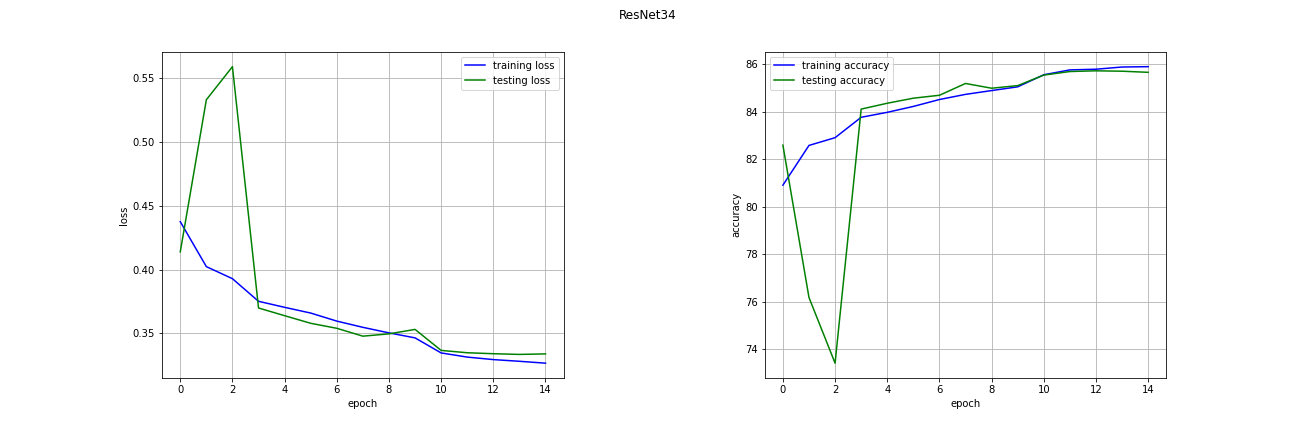 ResNet34
training loss
testing loss
0.55
0.50
0.45
0.40
0.35
loss
0 2 4 6 8 10 12 14
epoch
training accuracy
testing accuracy
86
84
82
80
78
76
74
accuracy
0 2 4 6 8 10 12 14
epoch